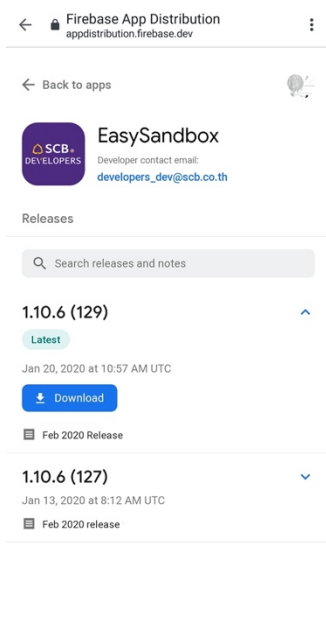 Firebase App Distribution
appdistribution.firebase.dev
Back to apps
SCB
DEVELOPERS
EasySandbox
Developer contact email:
developers_dev@scb.co.th
Releases
Search releases and notes
1.10.6 (129)
Latest
Jan 20, 2020 at 10:57 AM UTC
Download
Feb 2020 Release
1.10.6 (127)
Jan 13, 2020 at 8:12 AM UTC
Feb 2020 release